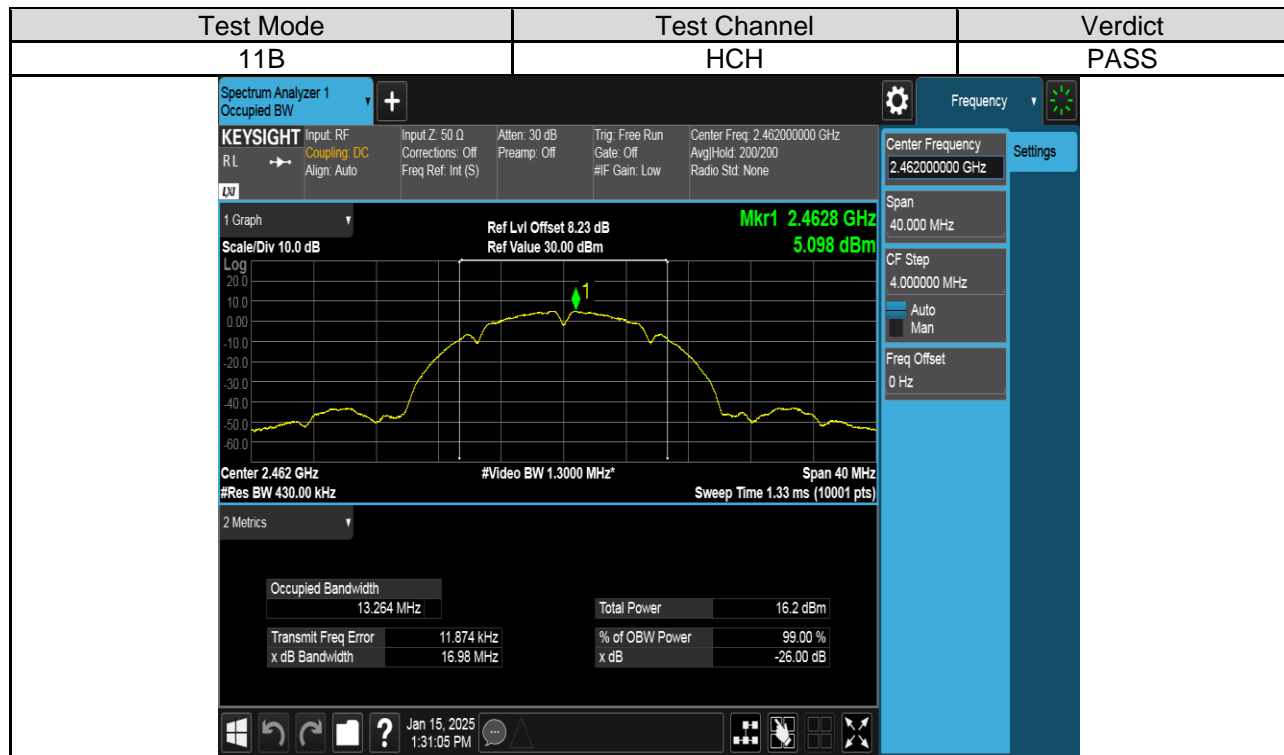 Test Mode Test Channel Verdict
11B HCH PASS
Spectrum Analyzer 1
Occupied BW
+
Frequency
KEYSIGHT
RL
LXI
Input: RF
Coupling: DC
Align: Auto
Input Z: 50 Ω
Corrections: Off
Freq Ref: Int (S)
Atten: 30 dB
Preamp: Off
Trig: Free Run
Gate: Off
#IF Gain: Low
Center Freq: 2.462000000 GHz
Avg|Hold: 200/200
Radio Std: None
Center Frequency
2.462000000 GHz
Settings
Span
40.000 MHz
CF Step
4.000000 MHz
Auto
Man
Freq Offset
0 Hz
1 Graph
Scale/Div 10.0 dB
Ref Lvl Offset 8.23 dB
Ref Value 30.00 dBm
Mkr1 2.4628 GHz
5.098 dBm
Log
20.0
10.0
0.00
-10.0
-20.0
-30.0
-40.0
-50.0
-60.0
1
Center 2.462 GHz
#Res BW 430.00 kHz
#Video BW 1.3000 MHz*
Span 40 MHz
Sweep Time 1.33 ms (10001 pts)
2 Metrics
Occupied Bandwidth
13.264 MHz
Total Power 16.2 dBm
Transmit Freq Error 11.874 kHz
% of OBW Power 99.00 %
x dB Bandwidth 16.98 MHz
x dB -26.00 dB
?
Jan 15, 2025
1:31:05 PM